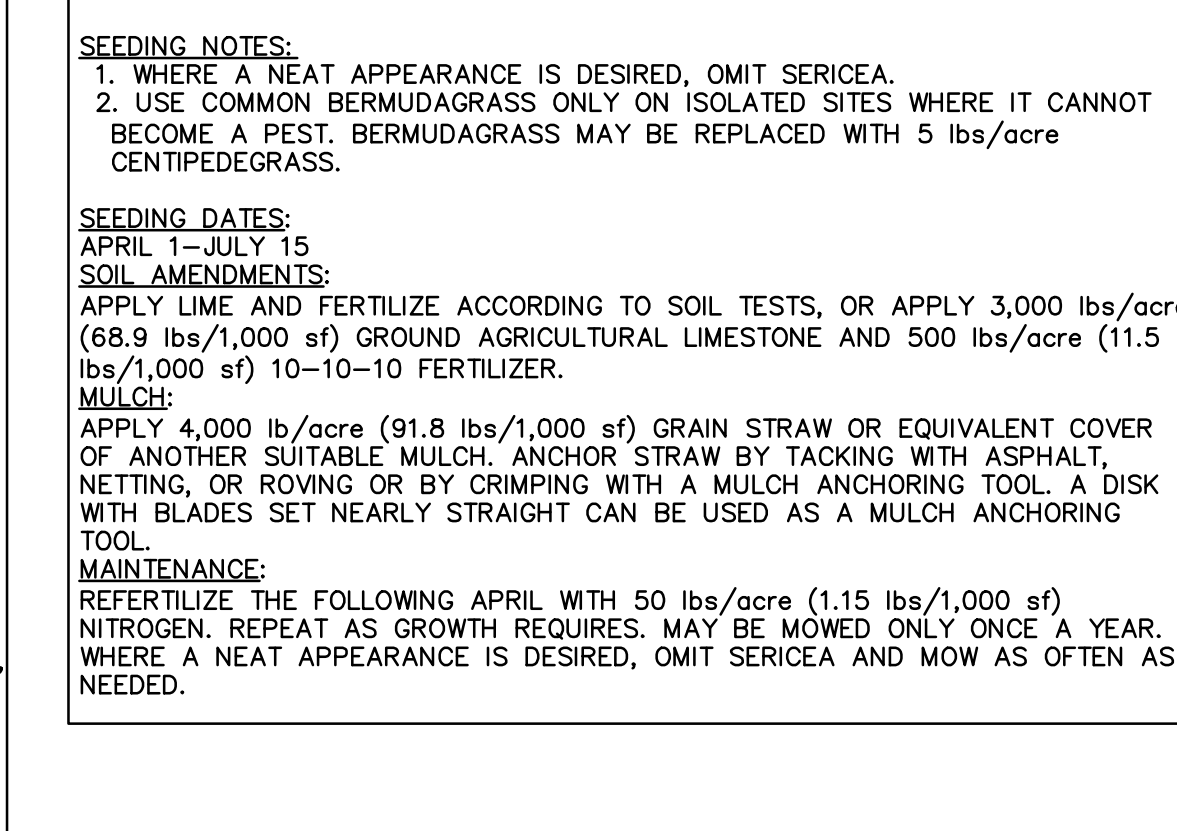 SEEDING NOTES:
1. WHERE A NEAT APPEARANCE IS DESIRED, OMIT SERICEA.
2. USE COMMON BERMUDAGRASS ONLY ON ISOLATED SITES WHERE IT CANNOT
BECOME A PEST. BERMUDAGRASS MAY BE REPLACED WITH 5 lbs/acre
CENTIPEDEGRASS.
SEEDING DATES:
APRIL 1–JULY 15
SOIL AMENDMENTS:
APPLY LIME AND FERTILIZE ACCORDING TO SOIL TESTS, OR APPLY 3,000 lbs/acre
(68.9 lbs/1,000 sf) GROUND AGRICULTURAL LIMESTONE AND 500 lbs/acre (11.5
lbs/1,000 sf) 10–10–10 FERTILIZER.
MULCH:
APPLY 4,000 lb/acre (91.8 lbs/1,000 sf) GRAIN STRAW OR EQUIVALENT COVER
OF ANOTHER SUITABLE MULCH. ANCHOR STRAW BY TACKING WITH ASPHALT,
NETTING, OR ROVING OR BY CRIMPING WITH A MULCH ANCHORING TOOL. A DISK
WITH BLADES SET NEARLY STRAIGHT CAN BE USED AS A MULCH ANCHORING
TOOL.
MAINTENANCE:
REFERTILIZE THE FOLLOWING APRIL WITH 50 lbs/acre (1.15 lbs/1,000 sf)
NITROGEN. REPEAT AS GROWTH REQUIRES. MAY BE MOWED ONLY ONCE A YEAR.
WHERE A NEAT APPEARANCE IS DESIRED, OMIT SERICEA AND MOW AS OFTEN AS
NEEDED.